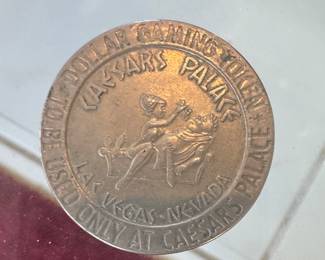 DOLLAR GAMING TOKEN
TO BE USED ONLY AT CAESARS PALACE
CAESARS PALACE
LAS VEGAS-NEVADA